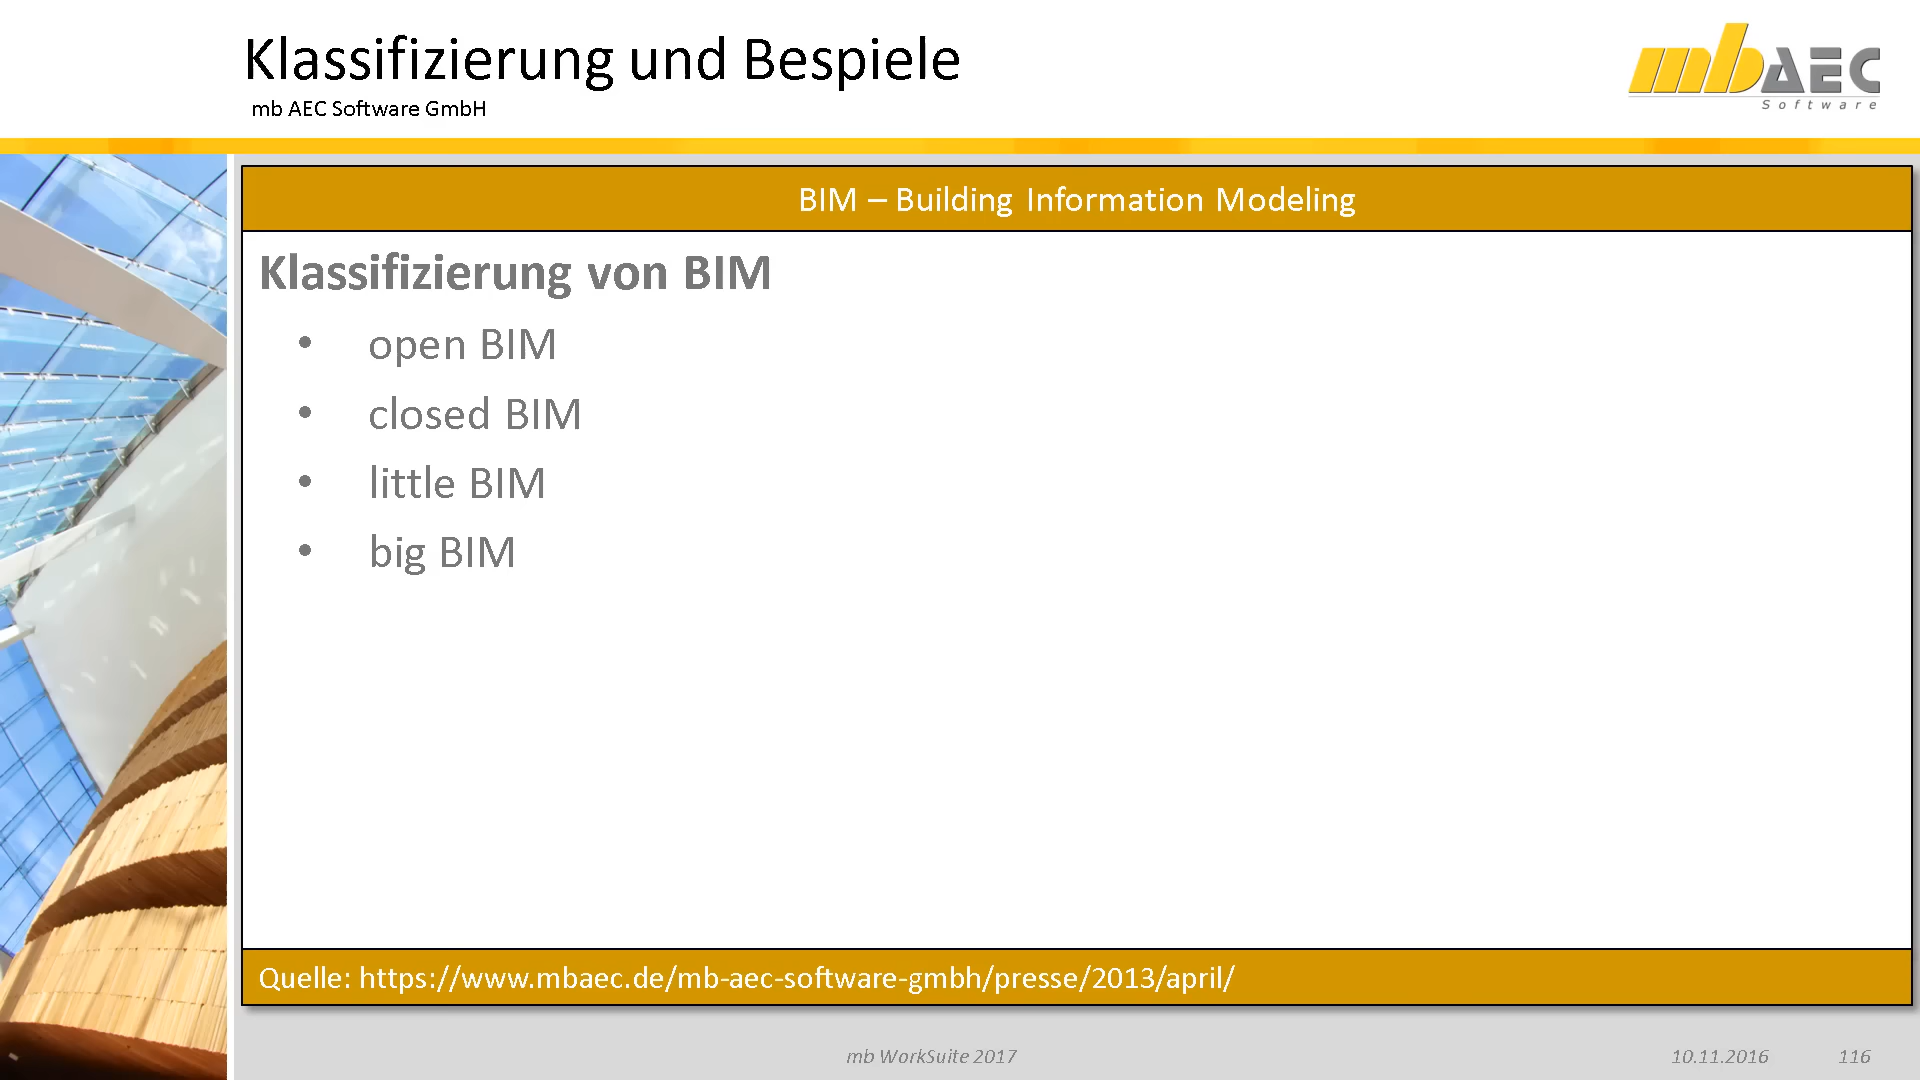 Klassifizierung und Bespiele
mb AEC Software GmbH
mbAEC
Software
BIM – Building Information Modeling
Klassifizierung von BIM
• open BIM
• closed BIM
• little BIM
• big BIM
Quelle: https://www.mbaec.de/mb-aec-software-gmbh/presse/2013/april/
mb WorkSuite 2017
10.11.2016
116